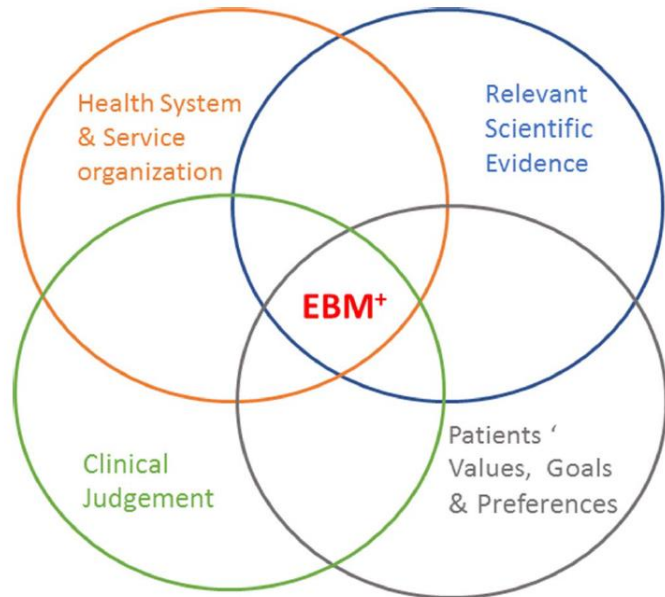 Health System
& Service
organization
Relevant
Scientific
Evidence
EBM⁺
Clinical
Judgement
Patients ‘
Values, Goals
& Preferences